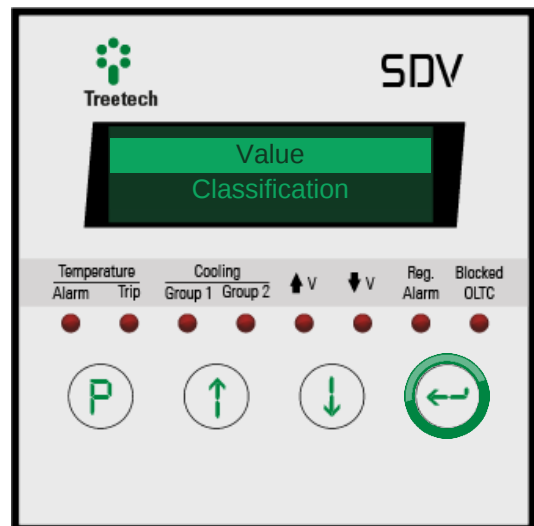 Treetech
SDV
Value
Classification
Temperature
Cooling
Reg.
Blocked
Alarm
Trip
Group 1
Group 2
V
V
Alarm
OLTC
P